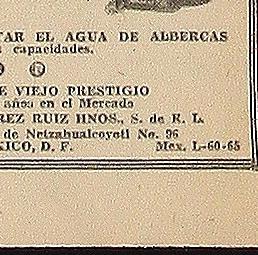 TAR EL AGUA DE ALBERCAS
capacidades.
E VIEJO PRESTIGIO
años en el Mercado
REZ RUIZ HNOS., S. de R. L.
de Netzahualcoyotl No. 96
XICO, D. F. Mex. L-60-65